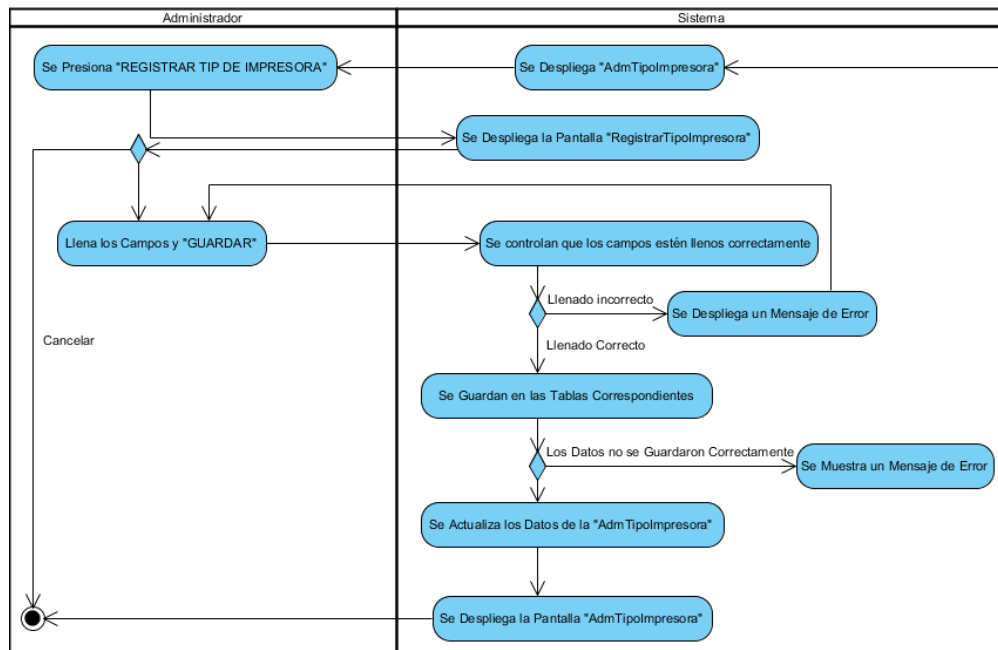 Administrador
Sistema
Se Presiona "REGISTRAR TIP DE IMPRESORA"
Se Despliega "AdmTipoImpresora"
Se Despliega la Pantalla "RegistrarTipoImpresora"
Llena los Campos y "GUARDAR"
Se controlan que los campos estén llenos correctamente
Llenado incorrecto
Se Despliega un Mensaje de Error
Cancelar
Llenado Correcto
Se Guardan en las Tablas Correspondientes
Los Datos no se Guardaron Correctamente
Se Muestra un Mensaje de Error
Se Actualiza los Datos de la "AdmTipoImpresora"
Se Despliega la Pantalla "AdmTipoImpresora"